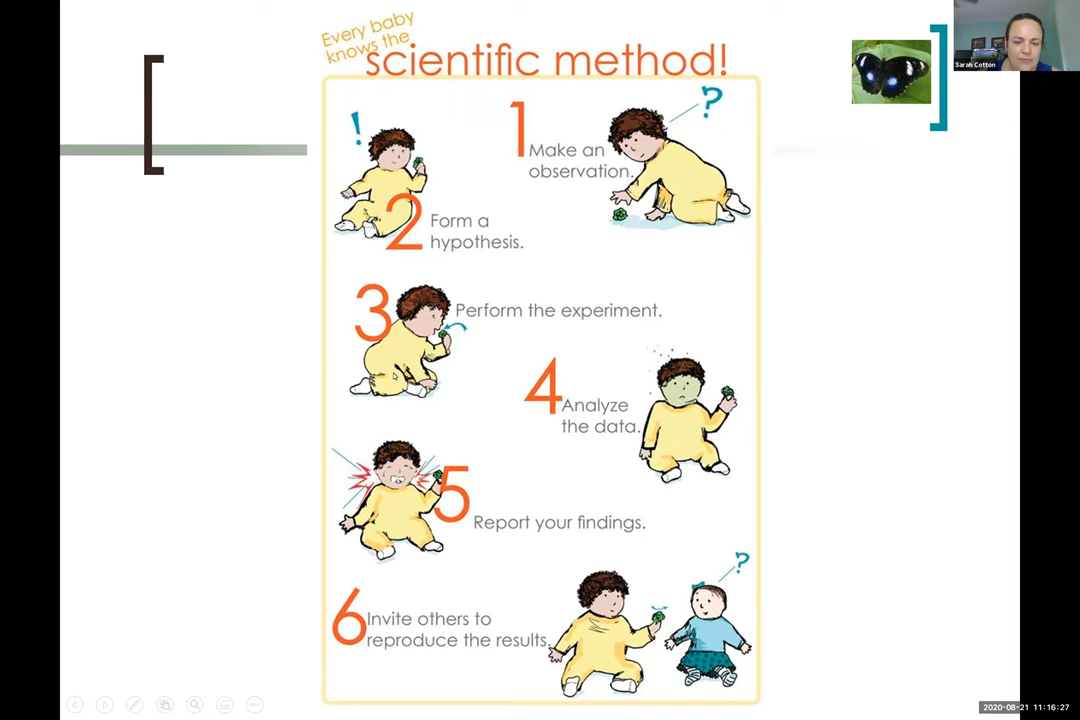 Every baby
knows the
scientific method!
!
1
?
Make an
observation.
2
Form a
hypothesis.
3
Perform the experiment.
4
Analyze
the data.
5
Report your findings.
6
Invite others to
reproduce the results.
?
Sarah Cotton
2020-08-21 11:16:27